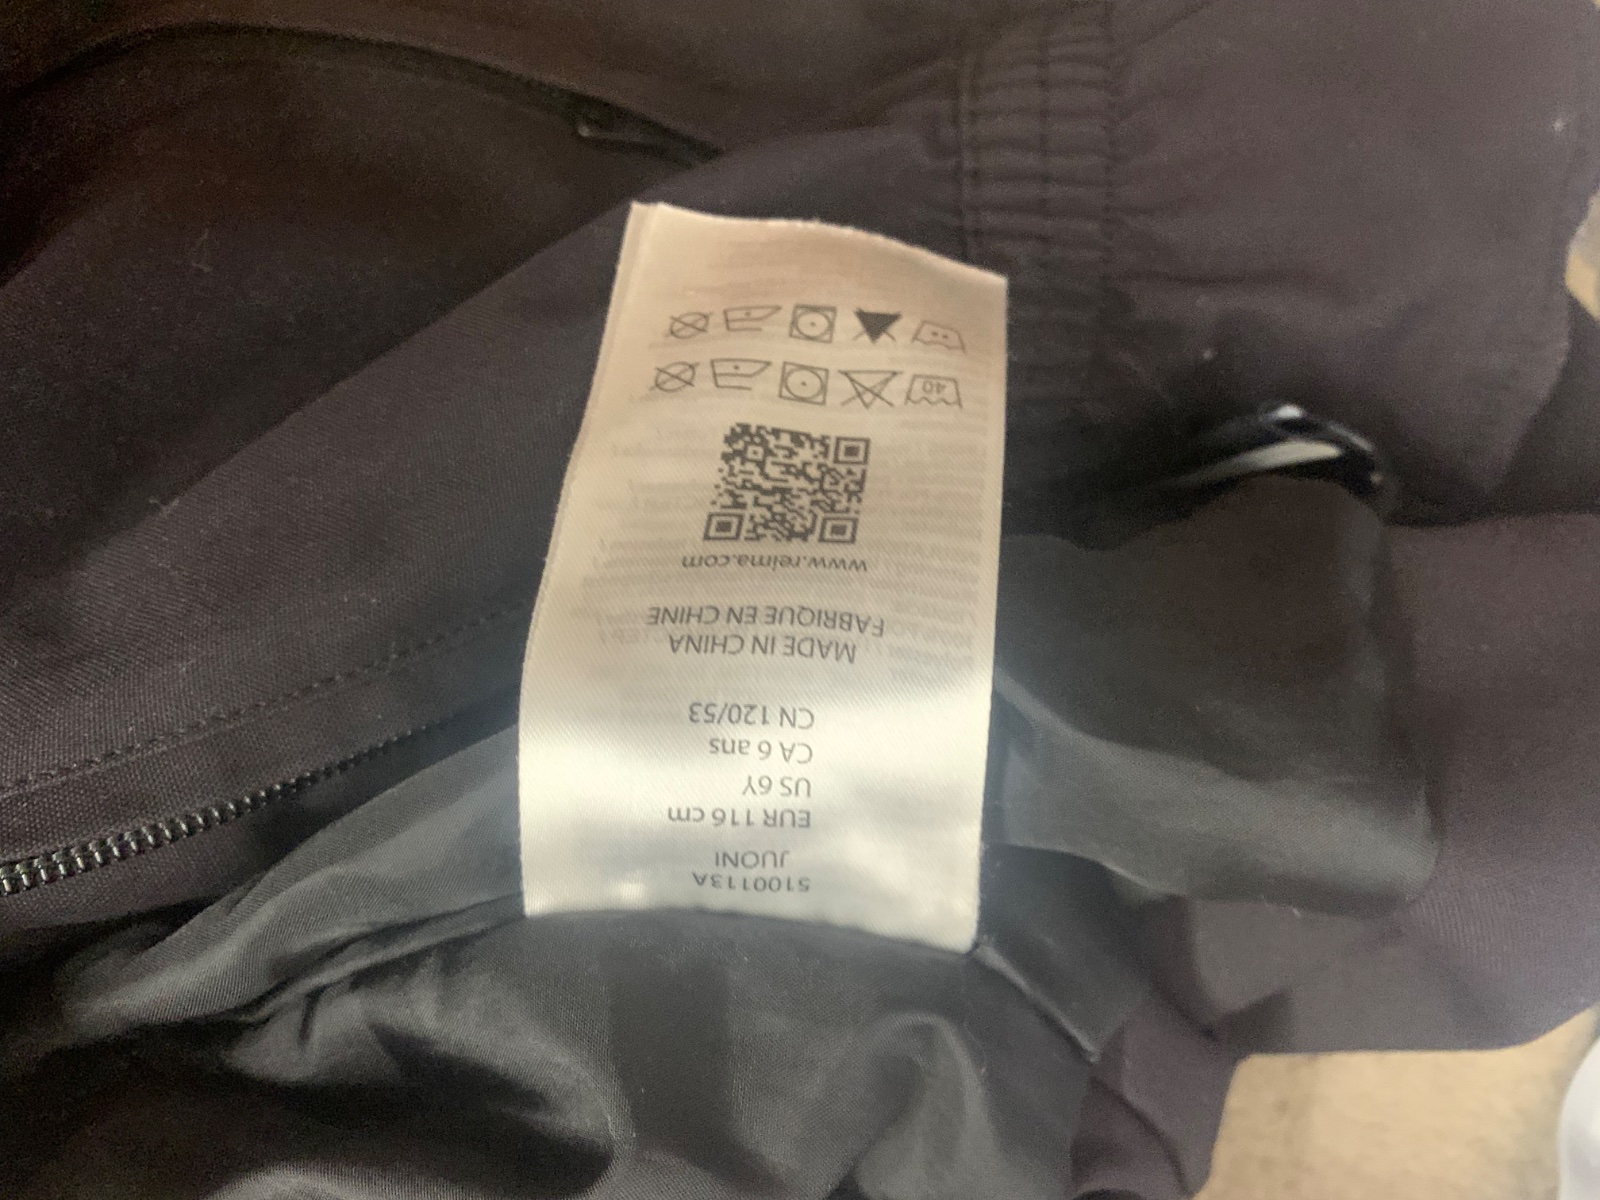 5100113A
JUONI
EUR 116 cm
US 6Y
CA 6 ans
CN 120/53
MADE IN CHINA
FABRIQUE EN CHINE
www.reima.com
40